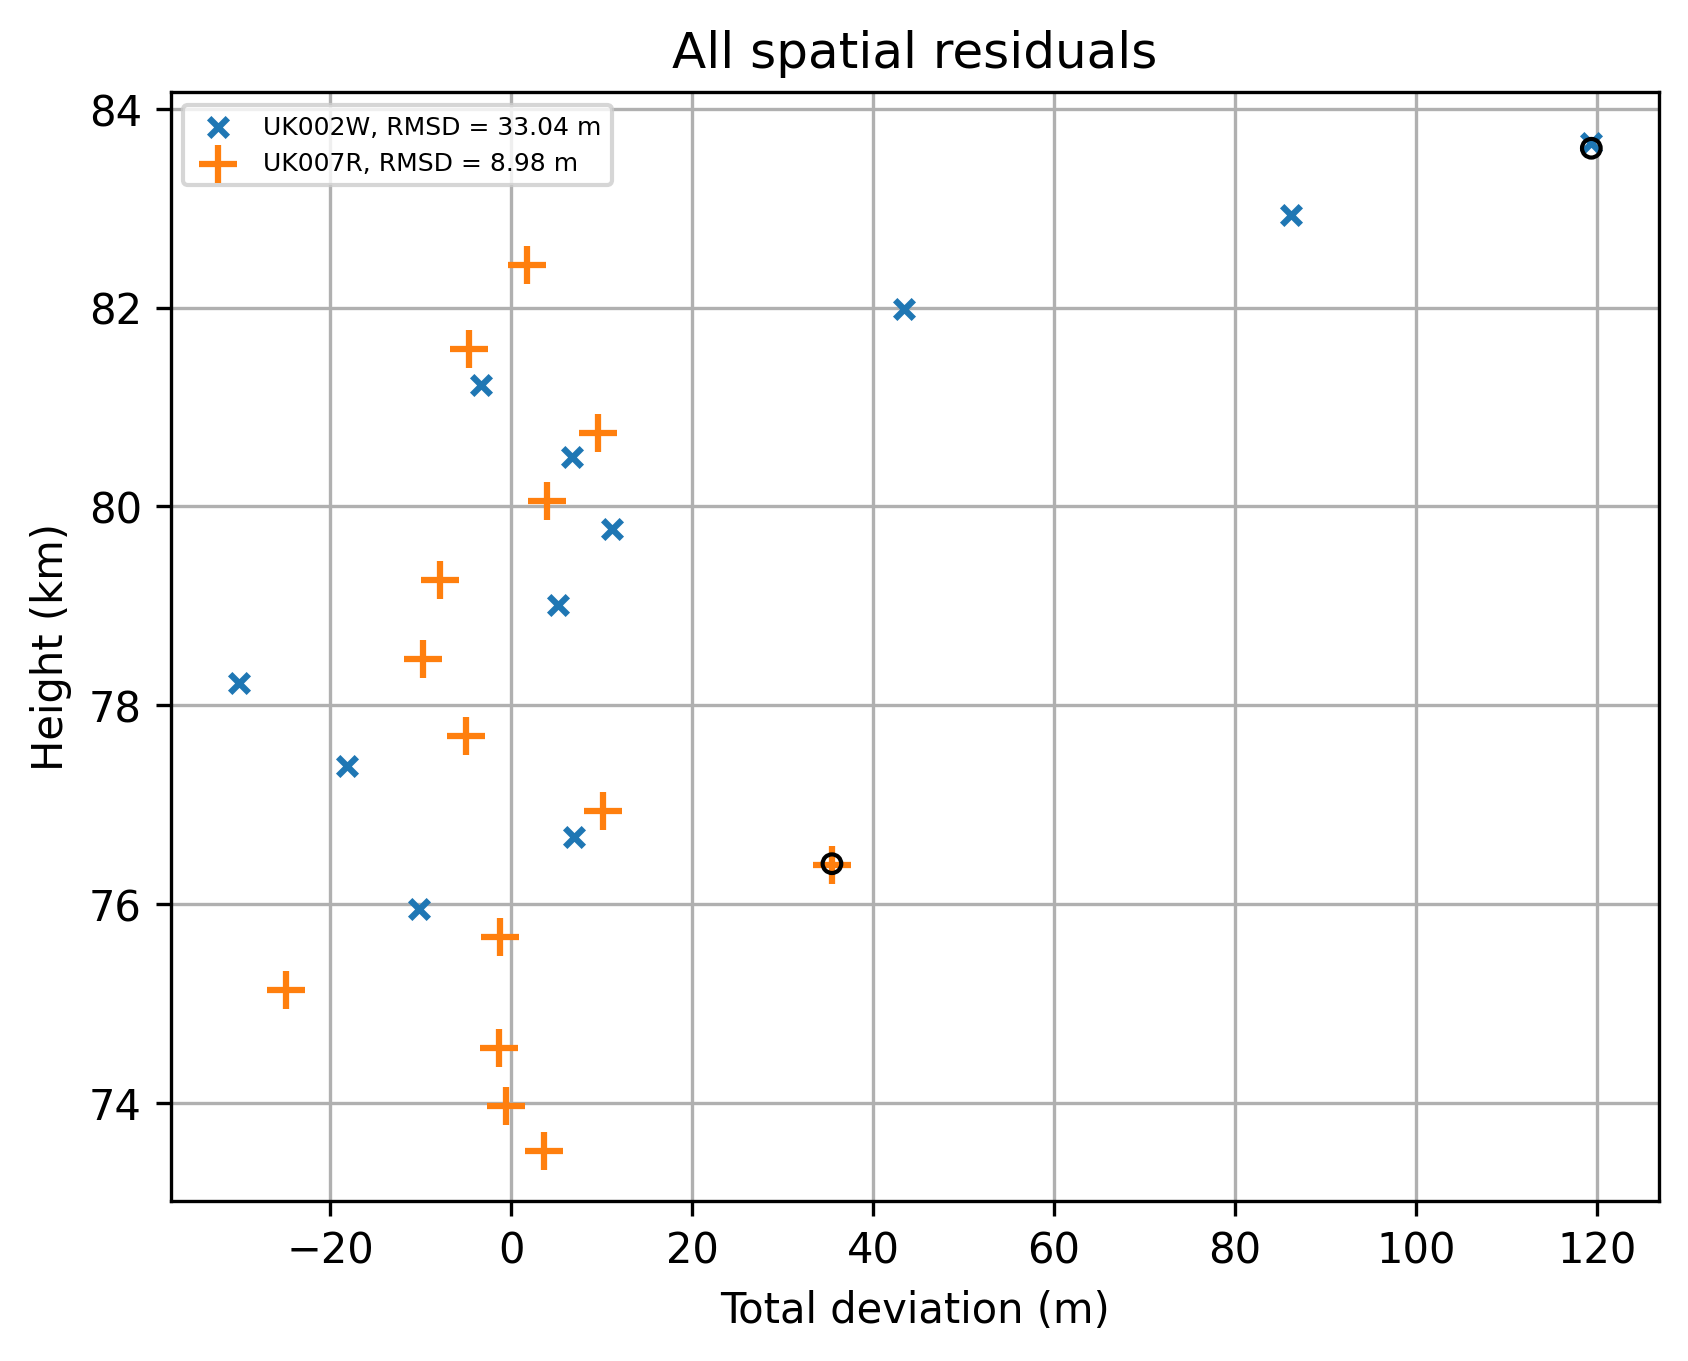 All spatial residuals
UK002W, RMSD = 33.04 m
UK007R, RMSD = 8.98 m
84
82
80
78
76
74
Height (km)
−20 0 20 40 60 80 100 120
Total deviation (m)